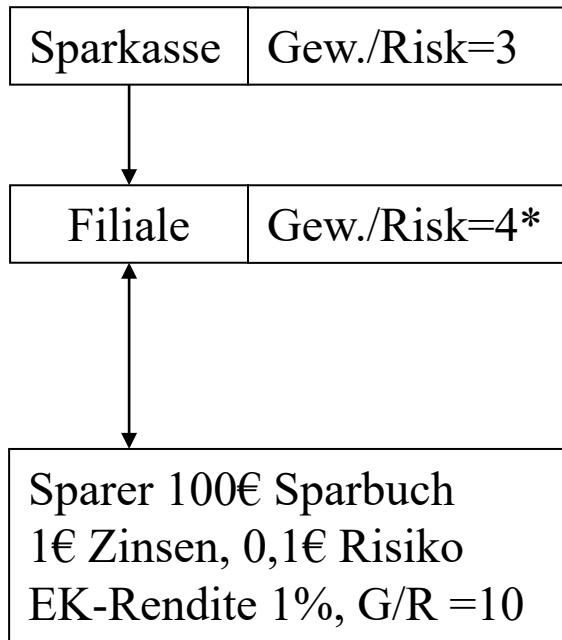 Sparkasse Gew./Risk=3
Filiale Gew./Risk=4*
Sparer 100€ Sparbuch
1€ Zinsen, 0,1€ Risiko
EK-Rendite 1%, G/R =10